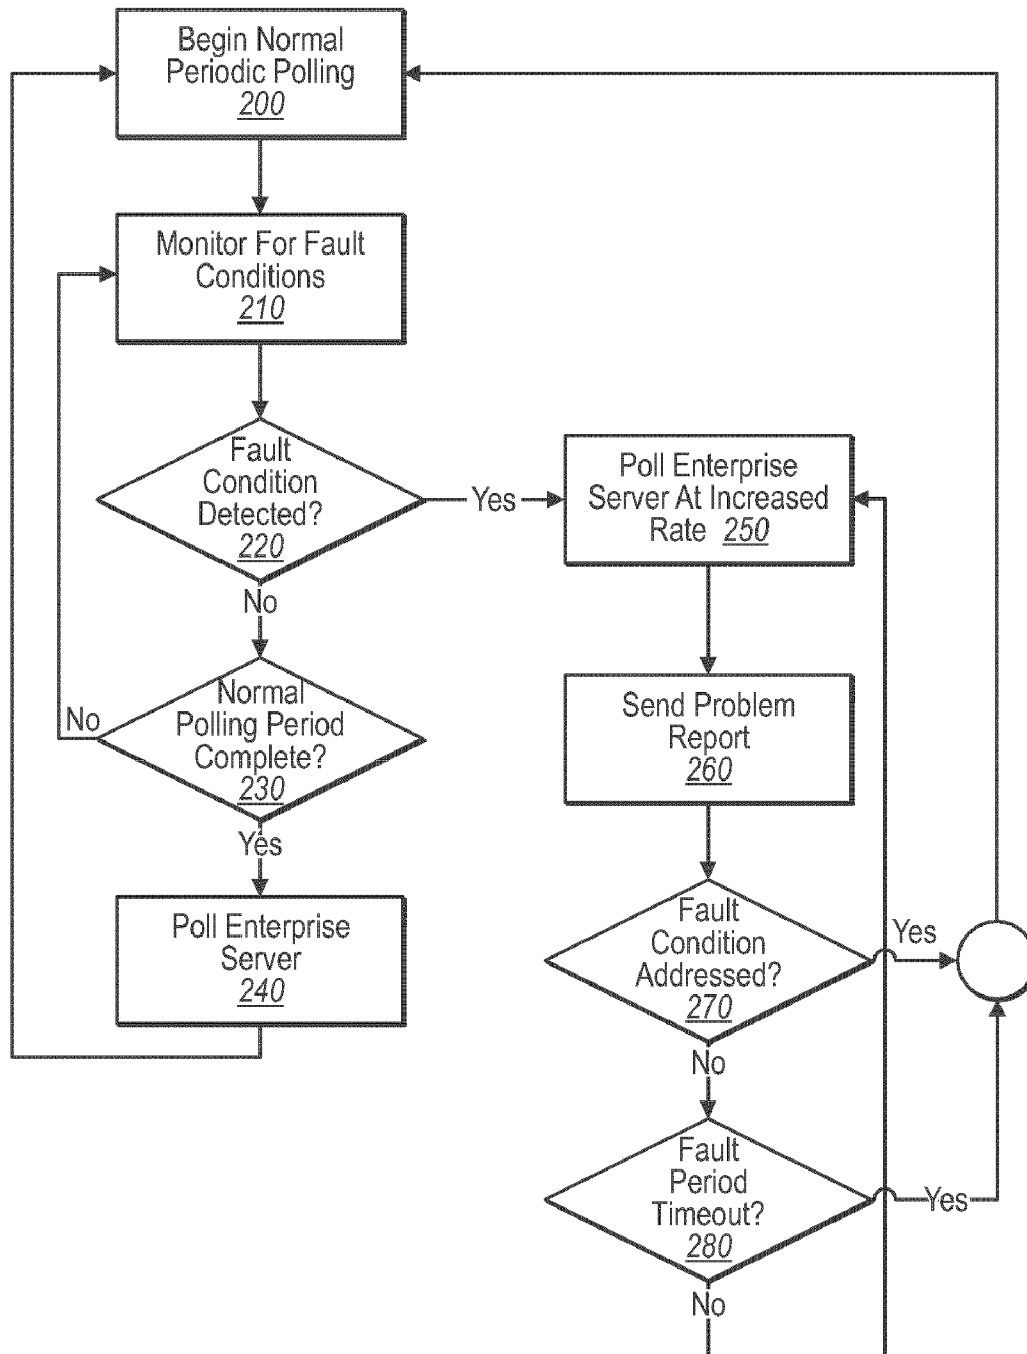 Begin Normal
Periodic Polling
200
Monitor For Fault
Conditions
210
Fault
Condition
Detected?
220
Yes
No
Poll Enterprise
Server At Increased
Rate 250
Normal
Polling Period
Complete?
230
No
Yes
Send Problem
Report
260
Poll Enterprise
Server
240
Fault
Condition
Addressed?
270
Yes
No
Fault
Period
Timeout?
280
Yes
No